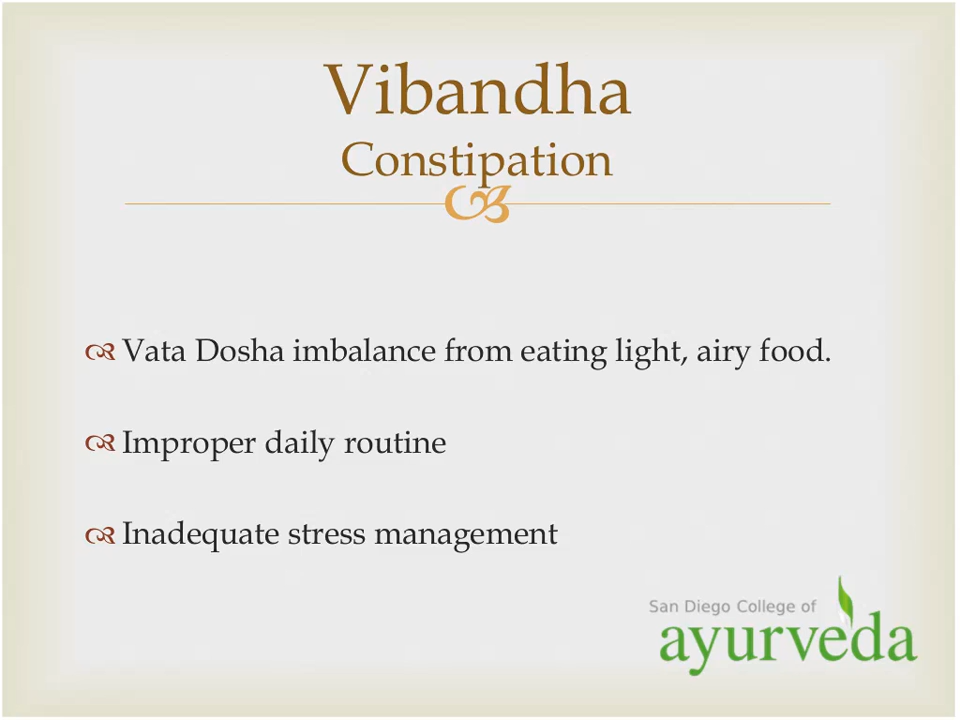 Vibandha
Constipation
Vata Dosha imbalance from eating light, airy food.
Improper daily routine
Inadequate stress management
San Diego College of
ayurveda